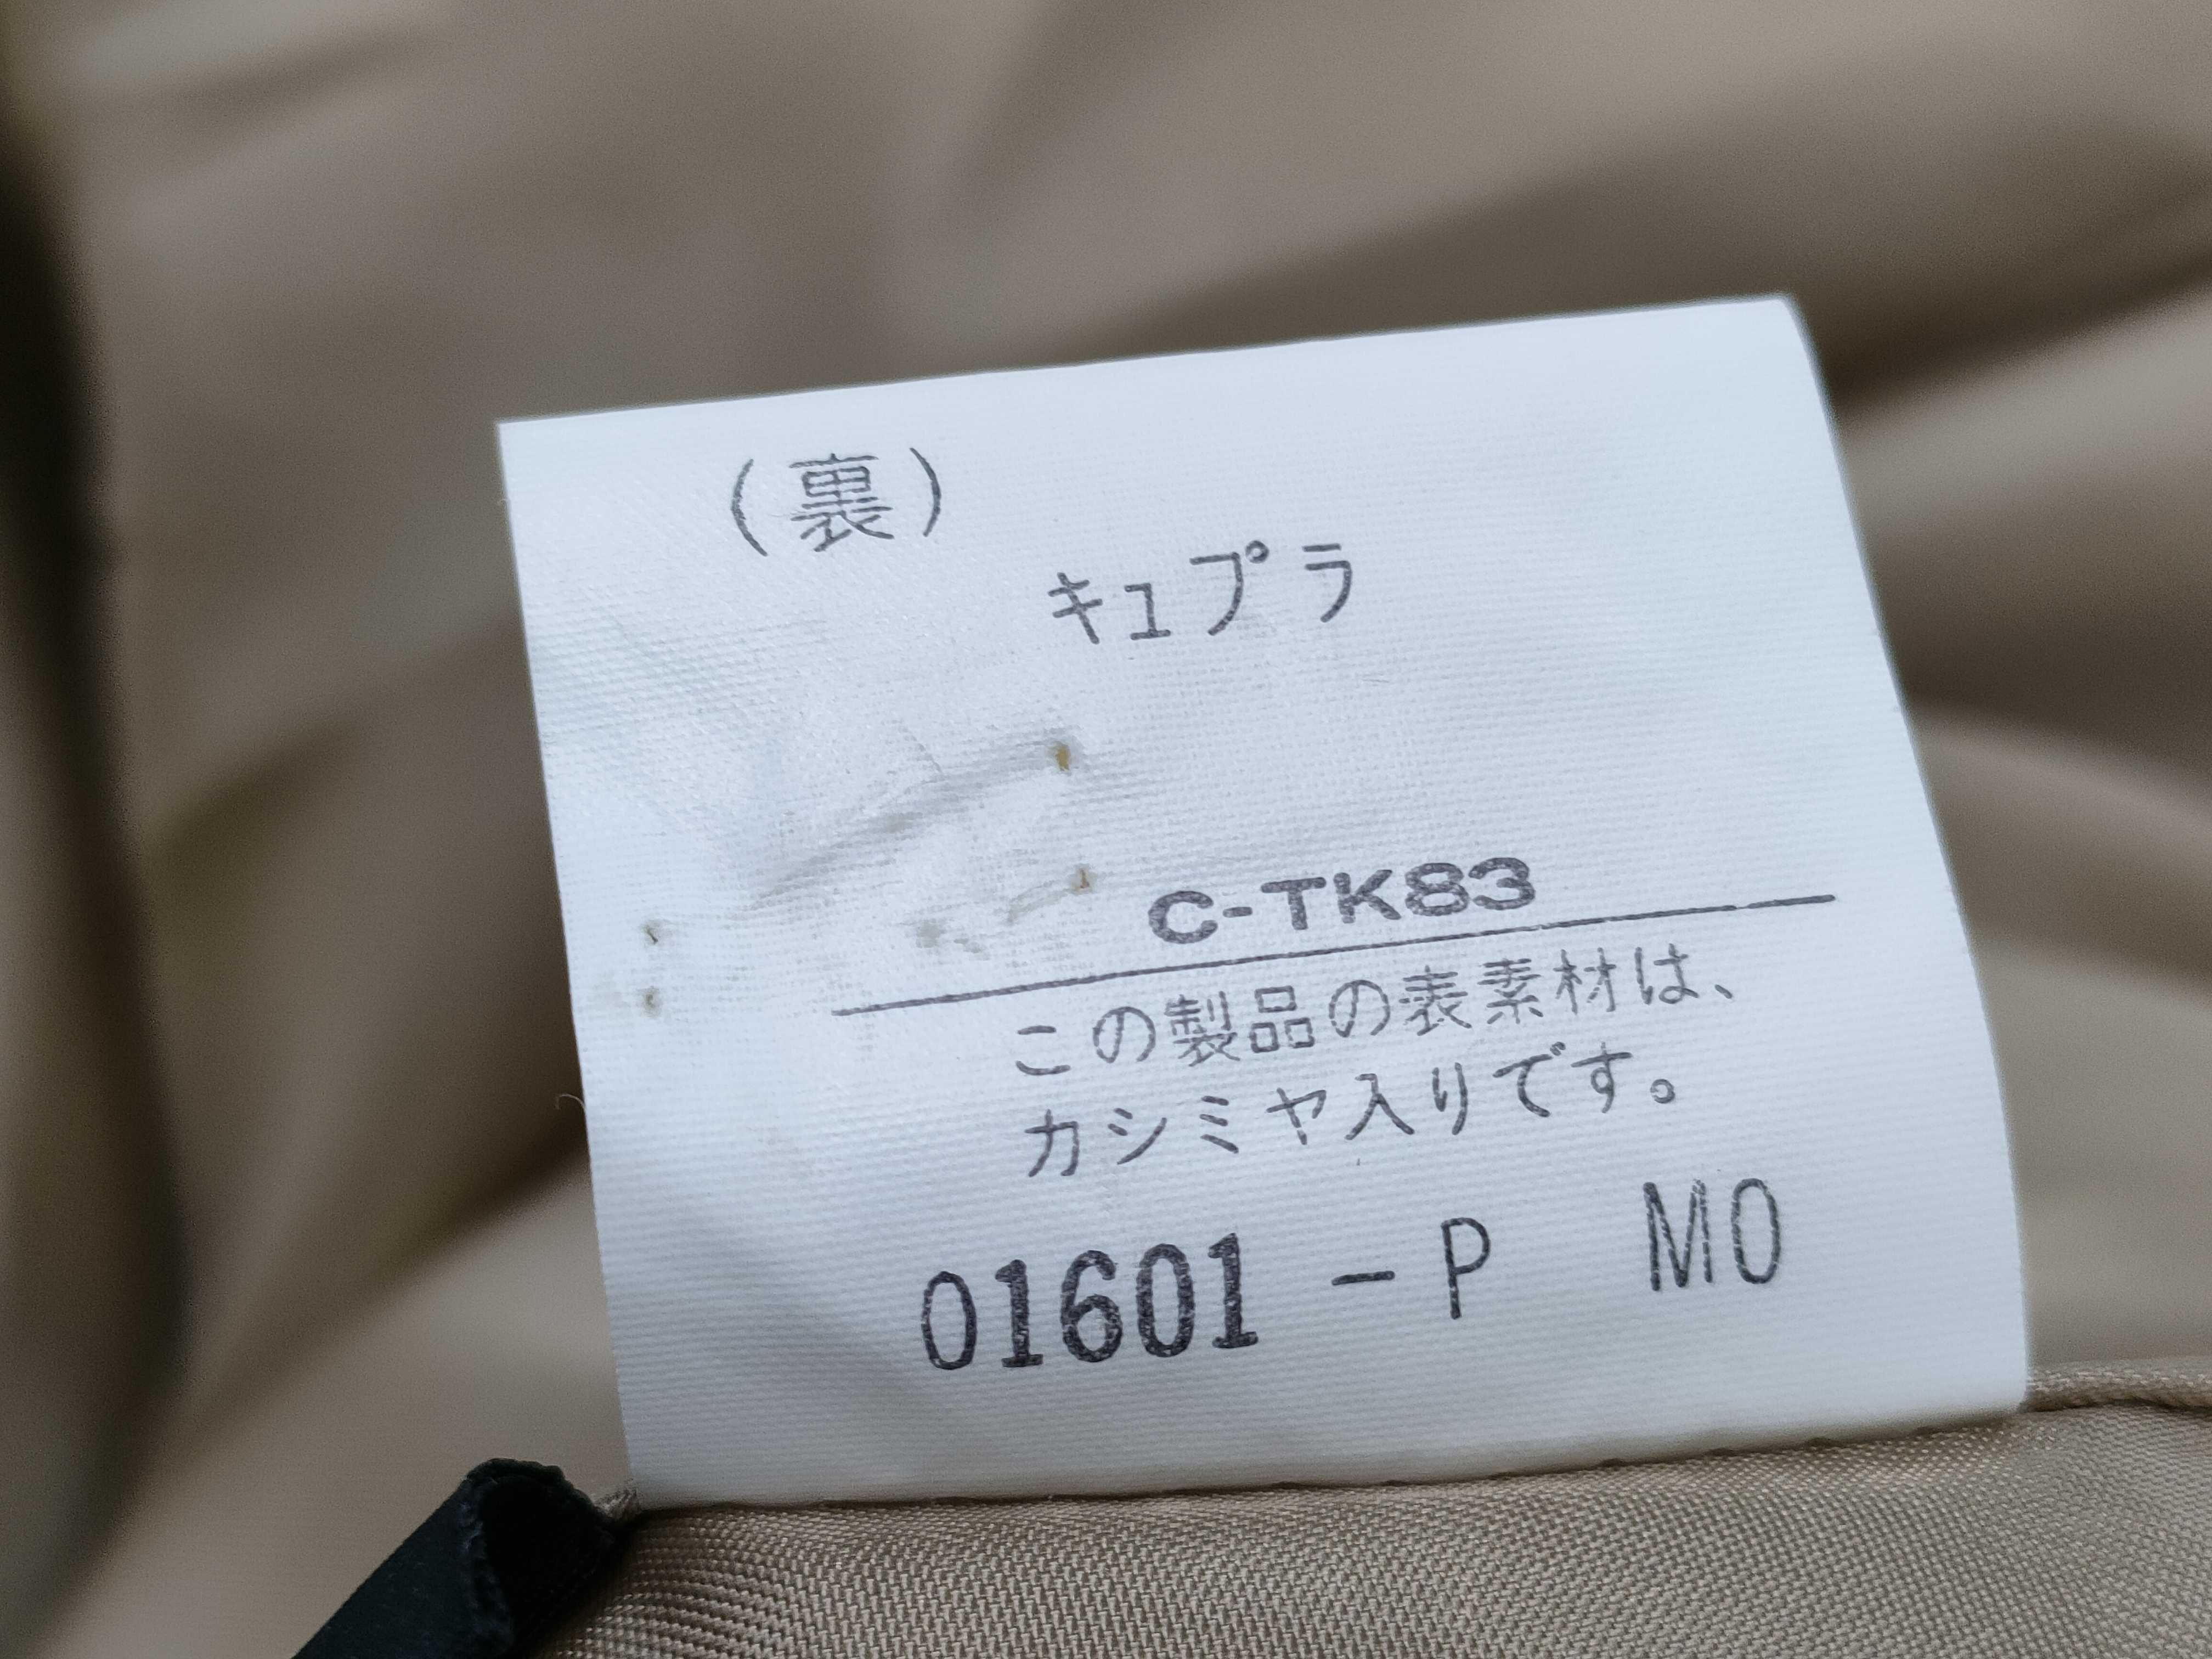 （裏）
キュプラ
C-TK83
この製品の表素材は、
カシミヤ入りです。
01601 - P MO